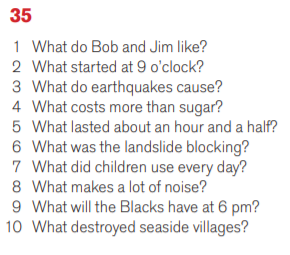 35
1 What do Bob and Jim like?
2 What started at 9 o'clock?
3 What do earthquakes cause?
4 What costs more than sugar?
5 What lasted about an hour and a half?
6 What was the landslide blocking?
7 What did children use every day?
8 What makes a lot of noise?
9 What will the Blacks have at 6 pm?
10 What destroyed seaside villages?